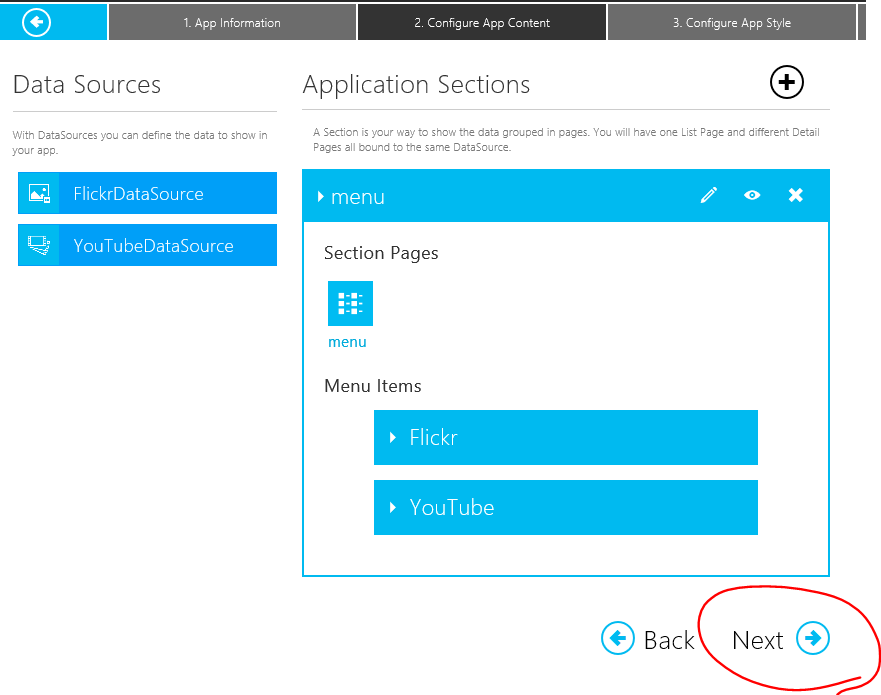 1. App Information
2. Configure App Content
3. Configure App Style
Data Sources
With DataSources you can define the data to show in
your app.
FlickrDataSource
YouTubeDataSource
Application Sections
A Section is your way to show the data grouped in pages. You will have one List Page and different Detail
Pages all bound to the same DataSource.
menu
Section Pages
menu
Menu Items
Flickr
YouTube
Back
Next